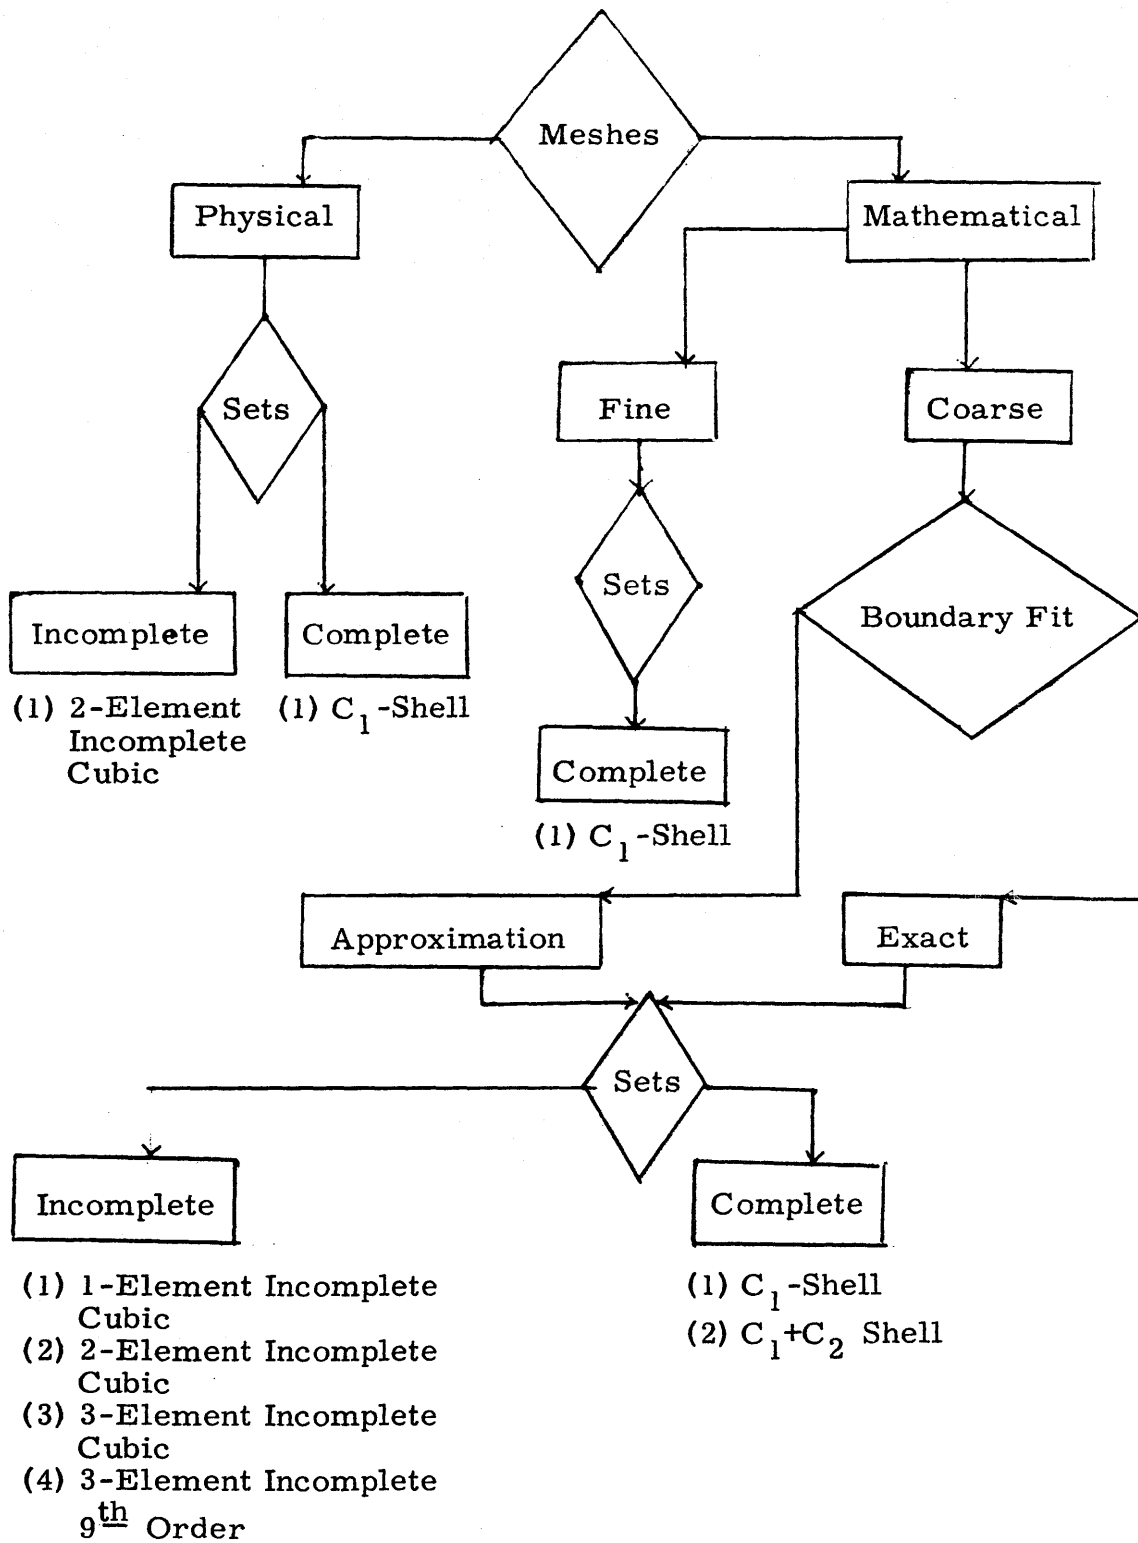 Meshes
Physical
Mathematical
Sets
Fine
Coarse
Sets
Boundary Fit
Incomplete
Complete
(1) 2-Element
Incomplete
Cubic
(1) C₁-Shell
Complete
(1) C₁-Shell
Approximation
Exact
Sets
Incomplete
Complete
(1) 1-Element Incomplete
Cubic
(2) 2-Element Incomplete
Cubic
(3) 3-Element Incomplete
Cubic
(4) 3-Element Incomplete
9th Order
(1) C₁-Shell
(2) C₁+C₂ Shell